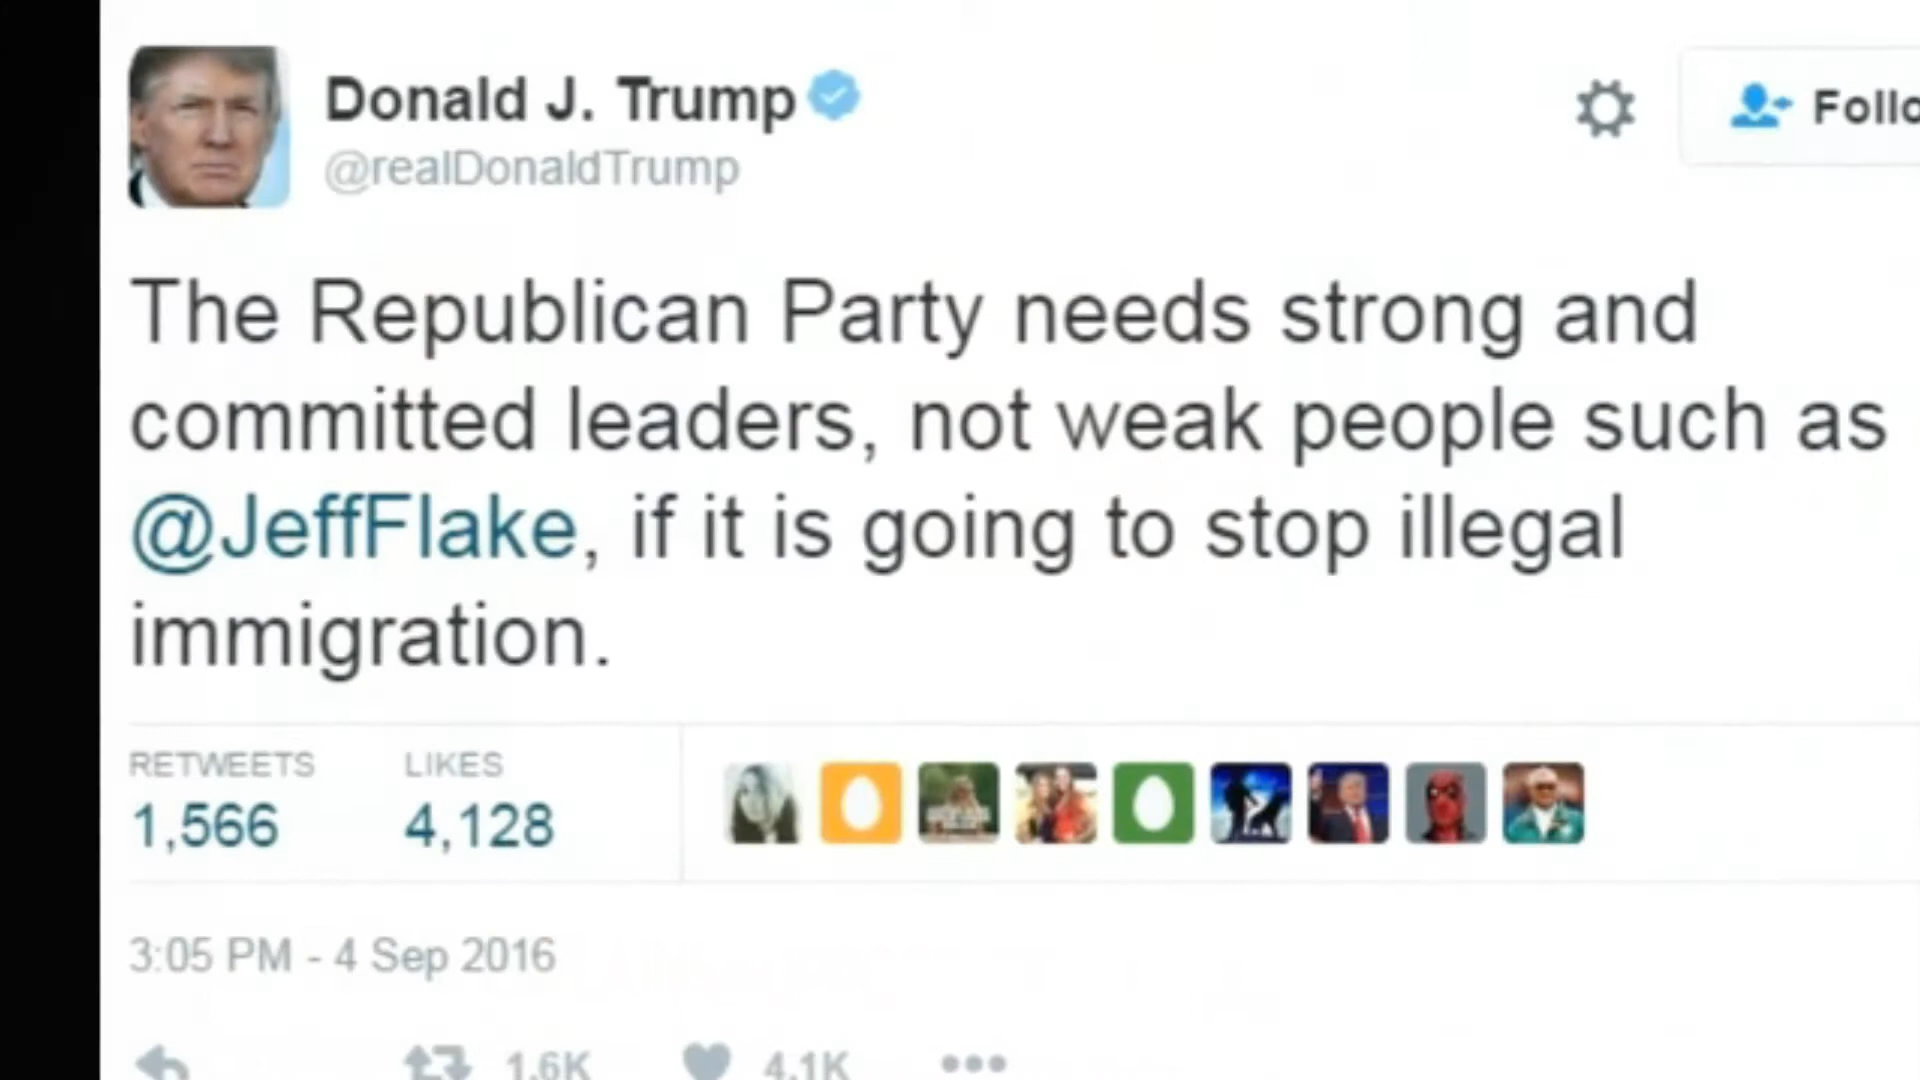 Donald J. Trump
@realDonaldTrump
Follo
The Republican Party needs strong and
committed leaders, not weak people such as
@JeffFlake, if it is going to stop illegal
immigration.
RETWEETS LIKES
1,566 4,128
3:05 PM - 4 Sep 2016
1.6K 4.1K